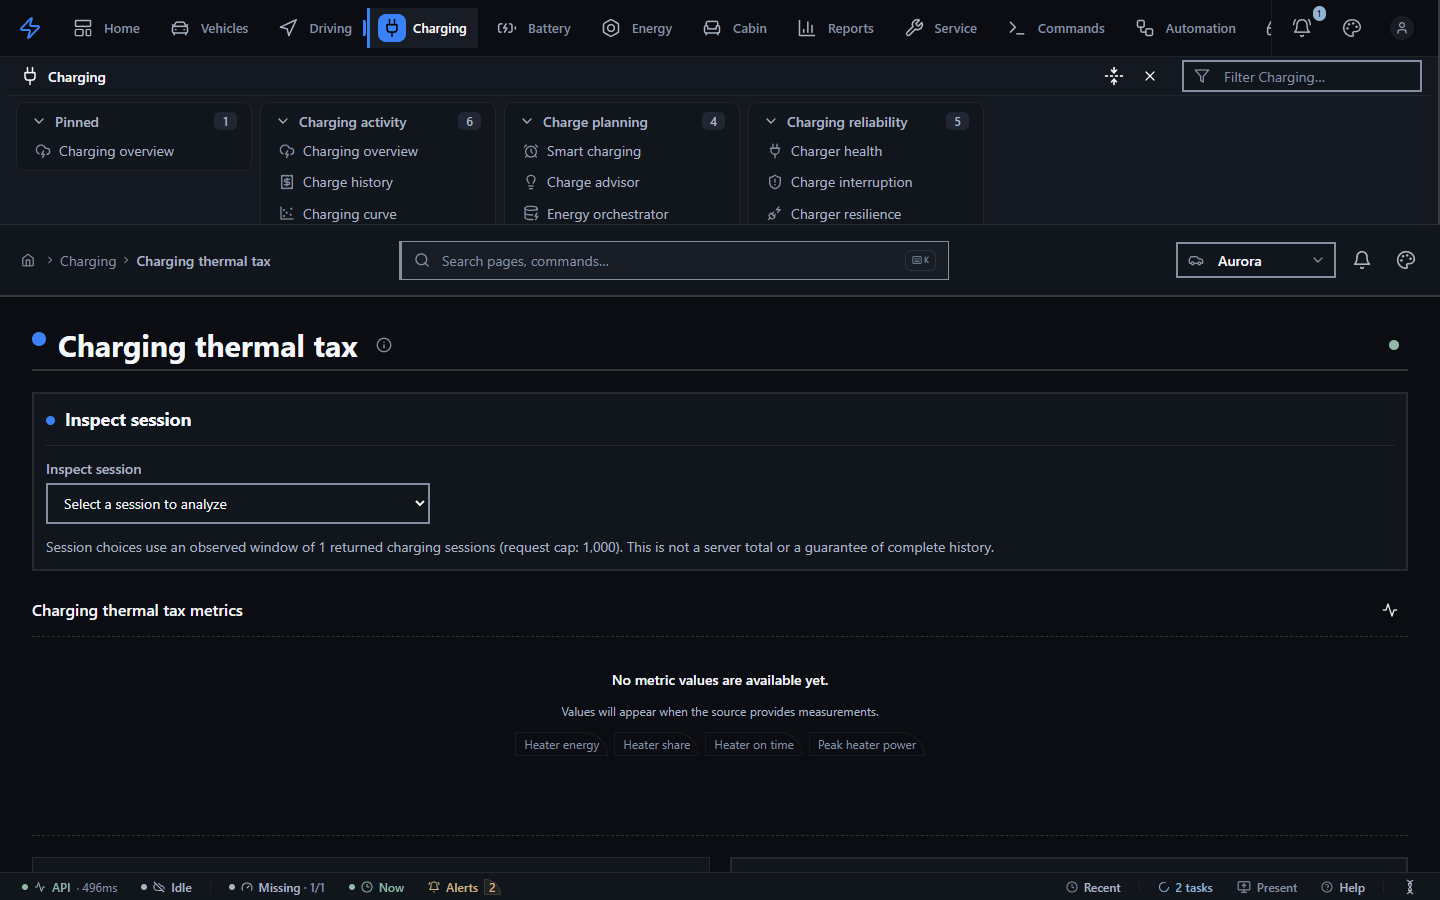 Home
Vehicles
Driving
Charging
Battery
Energy
Cabin
Reports
Service
Commands
Automation
1
Charging
Filter Charging...
Pinned 1
Charging overview
Charging activity 6
Charging overview
Charge history
Charging curve
Charge planning 4
Smart charging
Charge advisor
Energy orchestrator
Charging reliability 5
Charger health
Charge interruption
Charger resilience
Charging > Charging thermal tax
Search pages, commands...
K
Aurora
Charging thermal tax
Inspect session
Inspect session
Select a session to analyze
Session choices use an observed window of 1 returned charging sessions (request cap: 1,000). This is not a server total or a guarantee of complete history.
Charging thermal tax metrics
No metric values are available yet.
Values will appear when the source provides measurements.
Heater energy
Heater share
Heater on time
Peak heater power
API · 496ms
Idle
Missing · 1/1
Now
Alerts 2
Recent
2 tasks
Present
Help